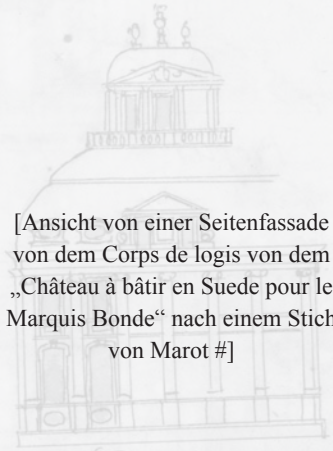 [Ansicht von einer Seitenfassade
von dem Corps de logis von dem
„Château à bâtir en Suede pour le
Marquis Bonde“ nach einem Stich
von Marot #]